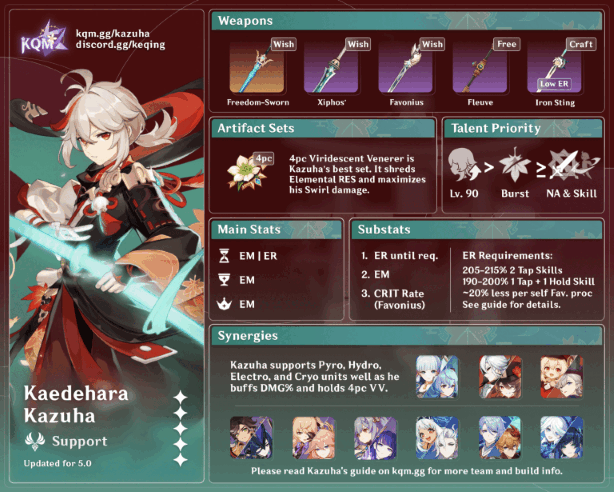 KQM
kqm.gg/kazuha
discord.gg/keqing
Kaedehara
Kazuha
Support
Updated for 5.0
Weapons
Wish
Wish
Wish
Free
Craft
Low ER
Freedom-Sworn
Xiphos'
Favonius
Fleuve
Iron Sting
Artifact Sets
4pc
4pc Viridescent Venerer is
Kazuha's best set. It shreds
Elemental RES and maximizes
his Swirl damage.
Talent Priority
> ≥
Lv. 90
Burst
NA & Skill
Main Stats
EM | ER
EM
EM
Substats
1. ER until req.
2. EM
3. CRIT Rate
(Favonius)
ER Requirements:
205-215% 2 Tap Skills
190-200% 1 Tap + 1 Hold Skill
~20% less per self Fav. proc
See guide for details.
Synergies
Kazuha supports Pyro, Hydro,
Electro, and Cryo units well as he
buffs DMG% and holds 4pc VV.
Please read Kazuha's guide on kqm.gg for more team and build info.